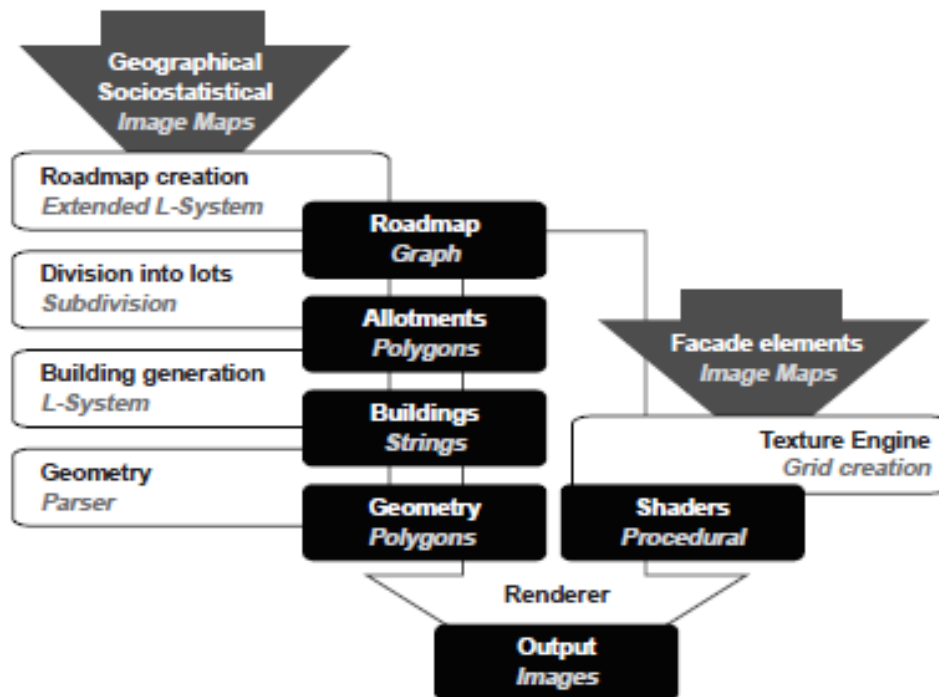 Geographical
Sociostatistical
Image Maps
Roadmap creation
Extended L-System
Roadmap
Graph
Division into lots
Subdivision
Allotments
Polygons
Facade elements
Image Maps
Building generation
L-System
Buildings
Strings
Texture Engine
Grid creation
Geometry
Parser
Geometry
Polygons
Shaders
Procedural
Renderer
Output
Images